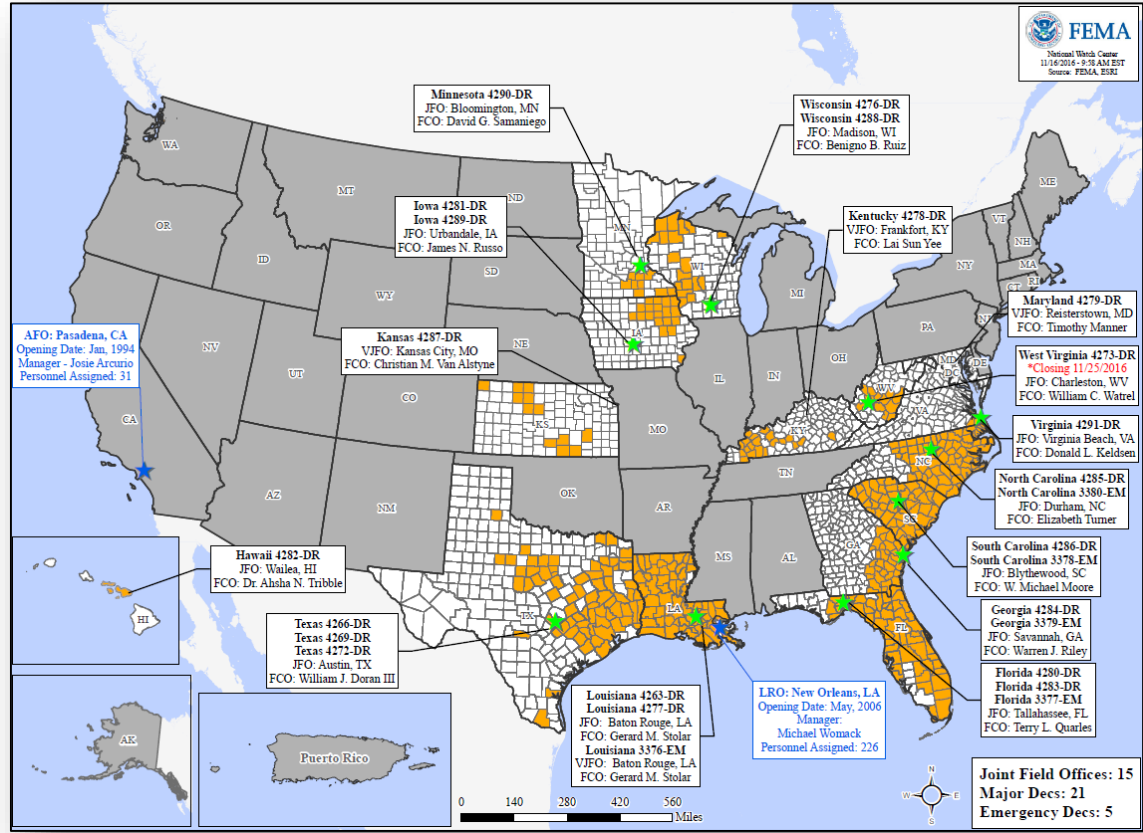 FEMA
National Watch Center
11/16/2016 - 9:58 AM EST
Source: FEMA, ESRI
Minnesota 4290-DR
JFO: Bloomington, MN
FCO: David G. Samaniego
Wisconsin 4276-DR
Wisconsin 4288-DR
JFO: Madison, WI
FCO: Benigno B. Ruiz
Iowa 4281-DR
Iowa 4289-DR
JFO: Urbandale, IA
FCO: James N. Russo
Kentucky 4278-DR
VJFO: Frankfort, KY
FCO: Lai Sun Yee
Maryland 4279-DR
VJFO: Reisterstown, MD
FCO: Timothy Manner
AFO: Pasadena, CA
Opening Date: Jan, 1994
Manager - Josie Arcurio
Personnel Assigned: 31
Kansas 4287-DR
VJFO: Kansas City, MO
FCO: Christian M. Van Alstyne
West Virginia 4273-DR
*Closing 11/25/2016
JFO: Charleston, WV
FCO: William C. Watrel
Virginia 4291-DR
JFO: Virginia Beach, VA
FCO: Donald L. Keldsen
North Carolina 4285-DR
North Carolina 3380-EM
JFO: Durham, NC
FCO: Elizabeth Turner
South Carolina 4286-DR
South Carolina 3378-EM
JFO: Blythewood, SC
FCO: W. Michael Moore
Hawaii 4282-DR
JFO: Wailea, HI
FCO: Dr. Ahsha N. Tribble
Georgia 4284-DR
Georgia 3379-EM
JFO: Savannah, GA
FCO: Warren J. Riley
Texas 4266-DR
Texas 4269-DR
Texas 4272-DR
JFO: Austin, TX
FCO: William J. Doran III
Florida 4280-DR
Florida 4283-DR
Florida 3377-EM
JFO: Tallahassee, FL
FCO: Terry L. Quarles
Louisiana 4263-DR
Louisiana 4277-DR
JFO: Baton Rouge, LA
FCO: Gerard M. Stolar
Louisiana 3376-EM
VJFO: Baton Rouge, LA
FCO: Gerard M. Stolar
LRO: New Orleans, LA
Opening Date: May, 2006
Manager:
Michael Womack
Personnel Assigned: 226
WA
MT
ND
MN
ME
OR
ID
SD
WI
VT
NH
NY
MA
RI
CT
WY
MI
IA
PA
NJ
NV
NE
OH
MD
DE
DC
UT
CO
IL
IN
WV
VA
CA
KS
MO
KY
TN
NC
AZ
NM
OK
AR
SC
MS
AL
GA
HI
TX
LA
FL
AK
Puerto Rico
N
W
E
S
0
140
280
420
560
Miles
Joint Field Offices: 15
Major Decs: 21
Emergency Decs: 5